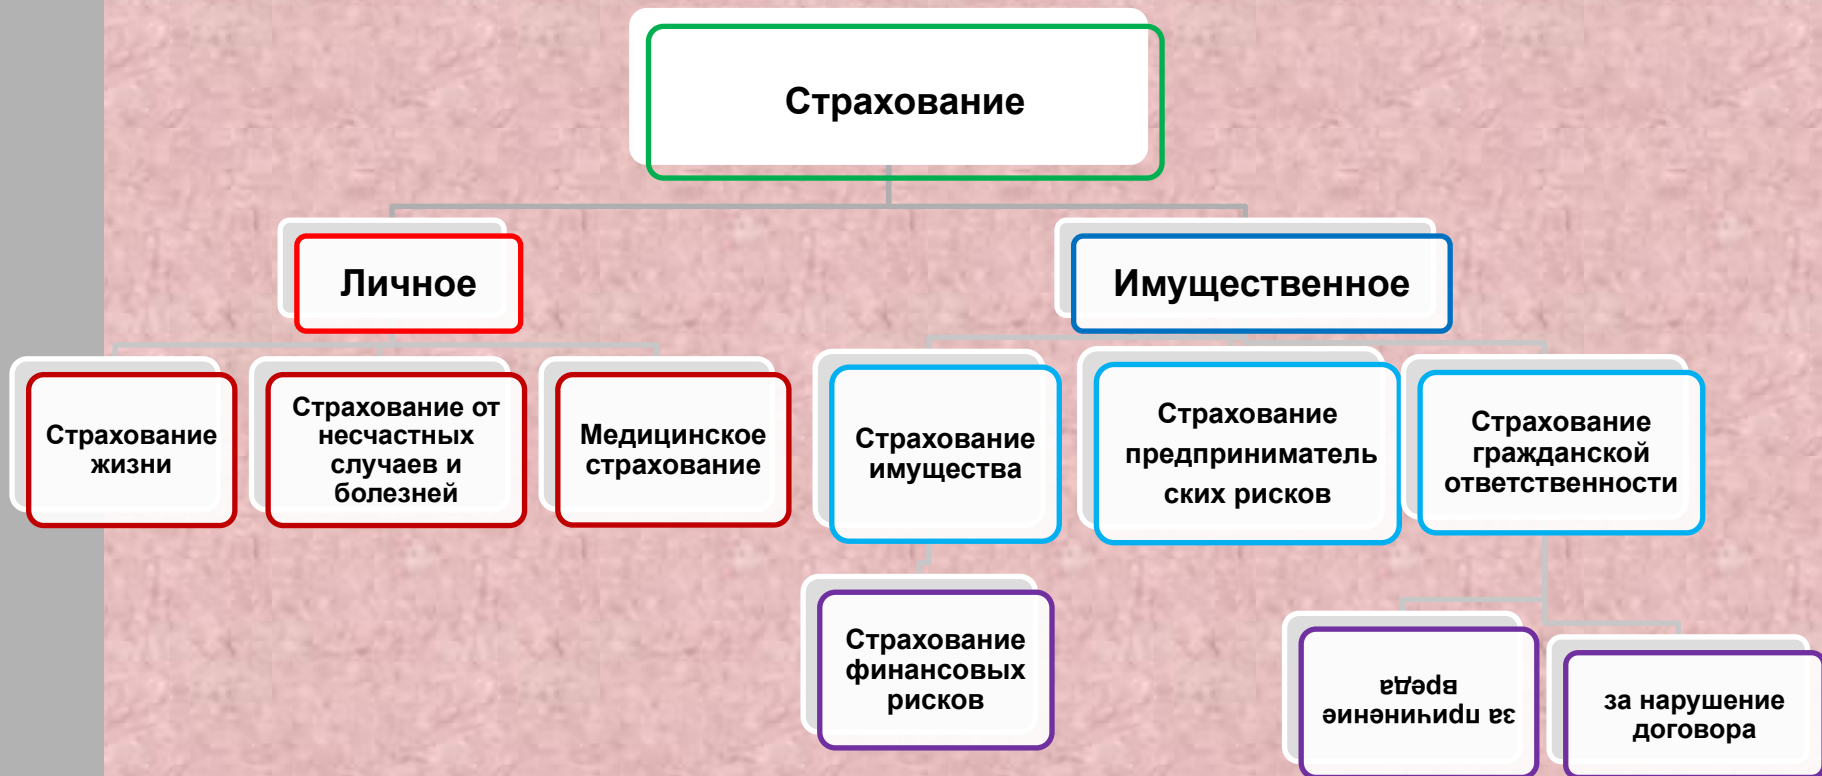 Страхование
Личное
Имущественное
Страхование
жизни
Страхование от
несчастных
случаев и
болезней
Медицинское
страхование
Страхование
имущества
Страхование
предприниматель
ских рисков
Страхование
гражданской
ответственности
Страхование
финансовых
рисков
за причинение
вреда
за нарушение
договора